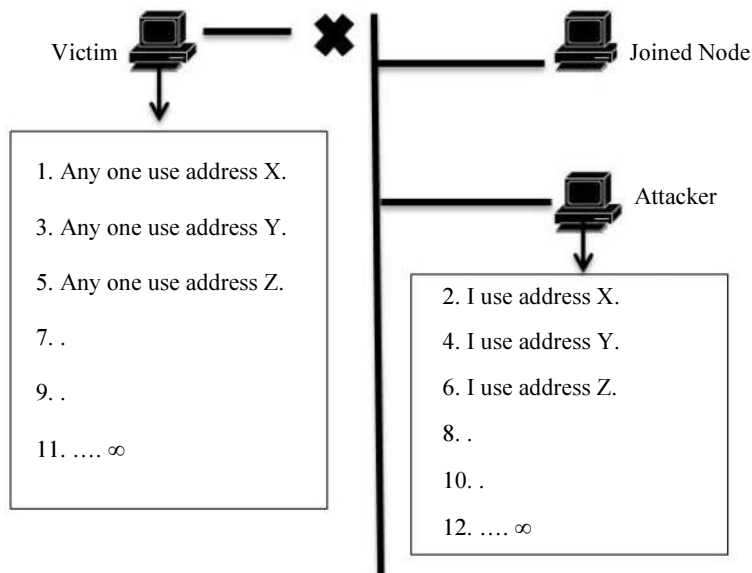 Victim
Joined Node
1. Any one use address X.
3. Any one use address Y.
5. Any one use address Z.
7. .
9. .
11. .... ∞
Attacker
2. I use address X.
4. I use address Y.
6. I use address Z.
8. .
10. .
12. .... ∞